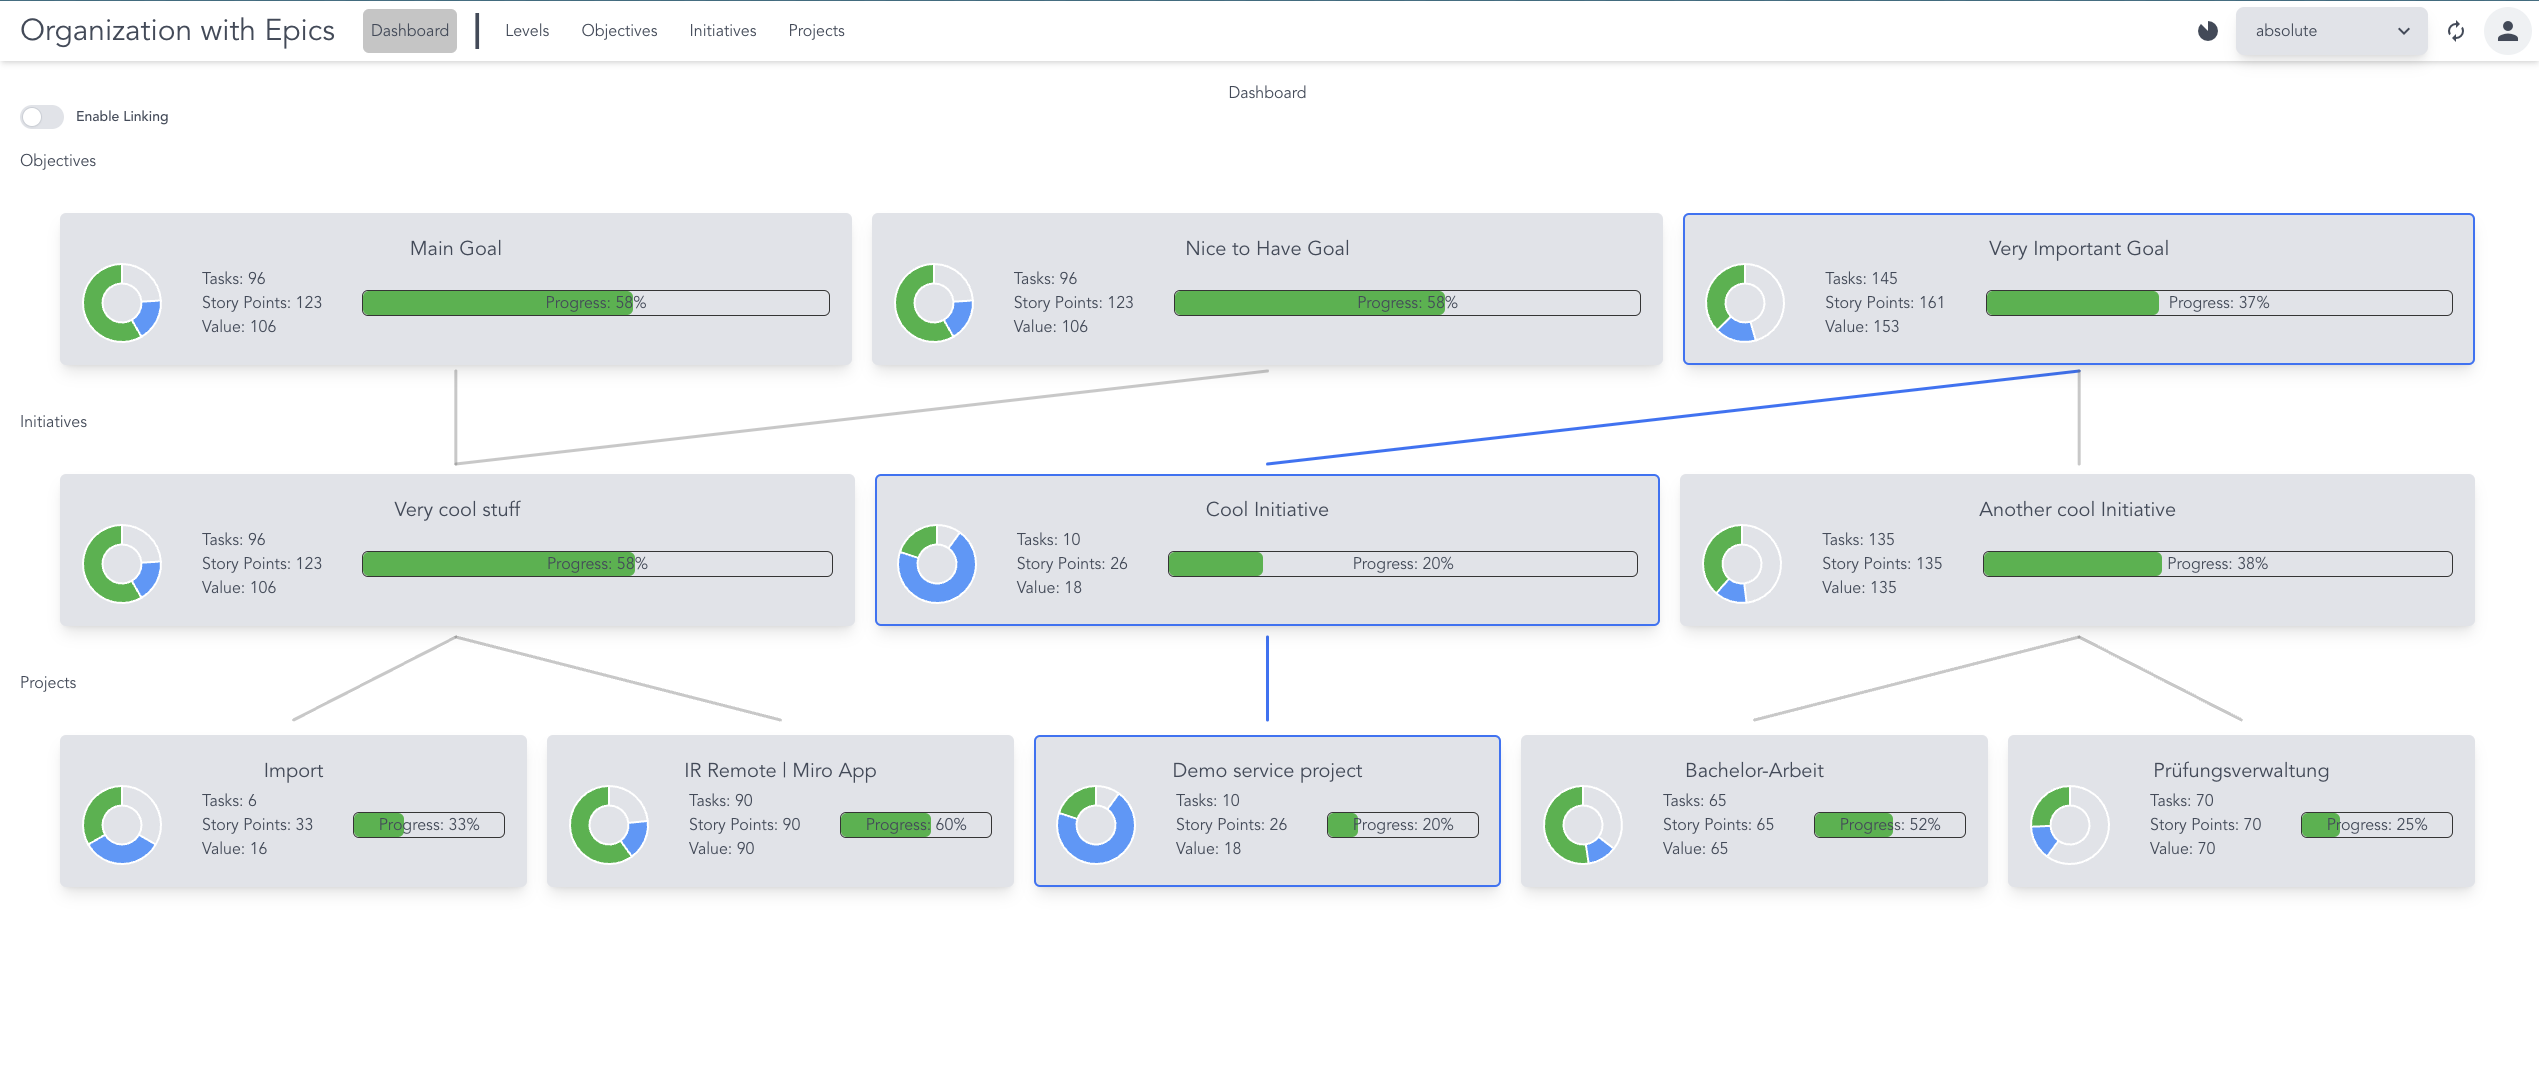 Organization with Epics
Dashboard
Levels
Objectives
Initiatives
Projects
absolute
Dashboard
Enable Linking
Objectives
Main Goal
Tasks: 96
Story Points: 123
Value: 106
Progress: 58%
Nice to Have Goal
Tasks: 96
Story Points: 123
Value: 106
Progress: 58%
Very Important Goal
Tasks: 145
Story Points: 161
Value: 153
Progress: 37%
Initiatives
Very cool stuff
Tasks: 96
Story Points: 123
Value: 106
Progress: 58%
Cool Initiative
Tasks: 10
Story Points: 26
Value: 18
Progress: 20%
Another cool Initiative
Tasks: 135
Story Points: 135
Value: 135
Progress: 38%
Projects
Import
Tasks: 6
Story Points: 33
Value: 16
Progress: 33%
IR Remote | Miro App
Tasks: 90
Story Points: 90
Value: 90
Progress: 60%
Demo service project
Tasks: 10
Story Points: 26
Value: 18
Progress: 20%
Bachelor-Arbeit
Tasks: 65
Story Points: 65
Value: 65
Progress: 52%
Prüfungsverwaltung
Tasks: 70
Story Points: 70
Value: 70
Progress: 25%